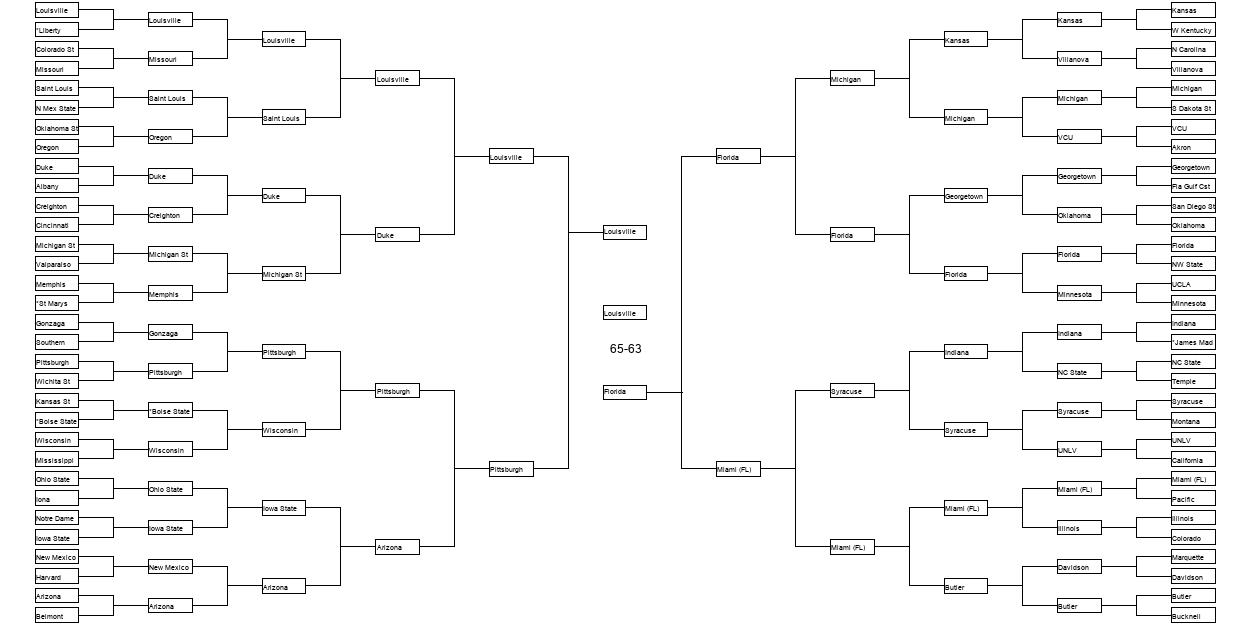 Louisville
*Liberty
Colorado St
Missouri
Saint Louis
N Mex State
Oklahoma St
Oregon
Duke
Albany
Creighton
Cincinnati
Michigan St
Valparaiso
Memphis
*St Marys
Gonzaga
Southern
Pittsburgh
Wichita St
Kansas St
*Boise State
Wisconsin
Mississippi
Ohio State
Iona
Notre Dame
Iowa State
New Mexico
Harvard
Arizona
Belmont
Louisville
Missouri
Saint Louis
Oregon
Duke
Creighton
Michigan St
Memphis
Gonzaga
Pittsburgh
*Boise State
Wisconsin
Ohio State
Iowa State
New Mexico
Arizona
Louisville
Saint Louis
Duke
Michigan St
Pittsburgh
Wisconsin
Iowa State
Arizona
Louisville
Duke
Pittsburgh
Arizona
Louisville
Pittsburgh
Louisville
Louisville
65-63
Florida
Florida
Miami (FL)
Michigan
Florida
Syracuse
Miami (FL)
Kansas
Michigan
Georgetown
Florida
Indiana
Syracuse
Miami (FL)
Butler
Kansas
Villanova
Michigan
VCU
Georgetown
Oklahoma
Florida
Minnesota
Indiana
NC State
Syracuse
UNLV
Miami (FL)
Illinois
Davidson
Butler
Kansas
W Kentucky
N Carolina
Villanova
Michigan
S Dakota St
VCU
Akron
Georgetown
Fla Gulf Cst
San Diego St
Oklahoma
Florida
NW State
UCLA
Minnesota
Indiana
*James Mad
NC State
Temple
Syracuse
Montana
UNLV
California
Miami (FL)
Pacific
Illinois
Colorado
Marquette
Davidson
Butler
Bucknell